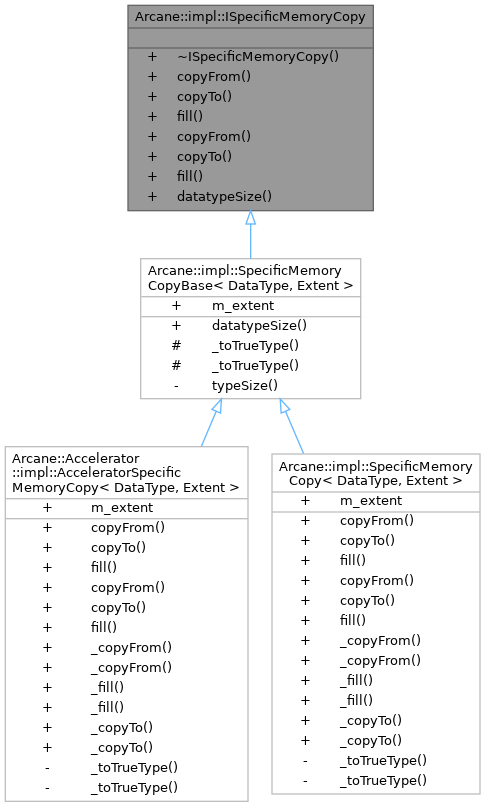 Arcane::impl::ISpecificMemoryCopy
+ ~ISpecificMemoryCopy()
+ copyFrom()
+ copyTo()
+ fill()
+ copyFrom()
+ copyTo()
+ fill()
+ datatypeSize()
Arcane::impl::SpecificMemory
CopyBase< DataType, Extent >
+ m_extent
+ datatypeSize()
# _toTrueType()
# _toTrueType()
- typeSize()
Arcane::Accelerator
::impl::AcceleratorSpecific
MemoryCopy< DataType, Extent >
+ m_extent
+ copyFrom()
+ copyTo()
+ fill()
+ copyFrom()
+ copyTo()
+ fill()
+ _copyFrom()
+ _copyFrom()
+ _fill()
+ _fill()
+ _copyTo()
+ _copyTo()
- _toTrueType()
- _toTrueType()
Arcane::impl::SpecificMemory
Copy< DataType, Extent >
+ m_extent
+ copyFrom()
+ copyTo()
+ fill()
+ copyFrom()
+ copyTo()
+ fill()
+ _copyFrom()
+ _copyFrom()
+ _fill()
+ _fill()
+ _copyTo()
+ _copyTo()
- _toTrueType()
- _toTrueType()